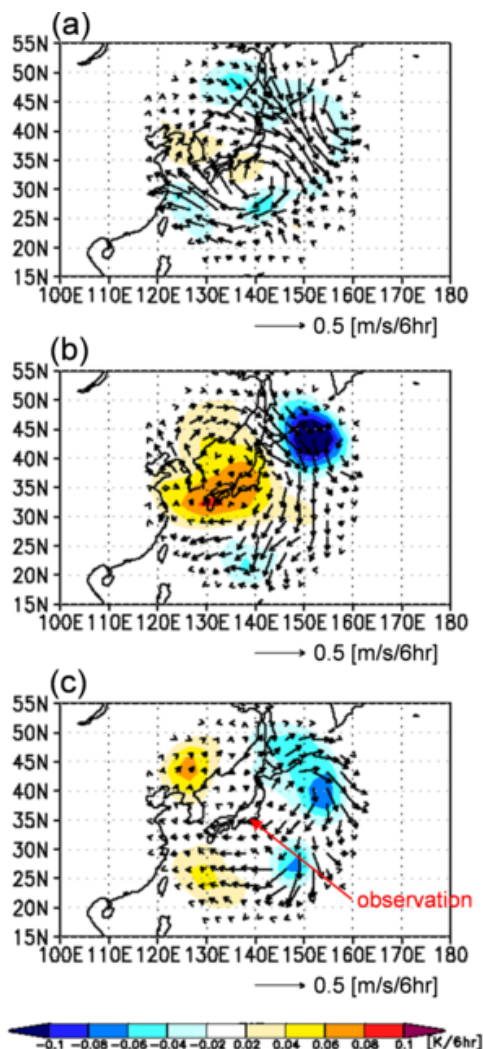 (a)
55N
50N
45N
40N
35N
30N
25N
20N
15N
100E 110E 120E 130E 140E 150E 160E 170E 180
0.5 [m/s/6hr]
(b)
55N
50N
45N
40N
35N
30N
25N
20N
15N
100E 110E 120E 130E 140E 150E 160E 170E 180
0.5 [m/s/6hr]
(c)
55N
50N
45N
40N
35N
30N
25N
20N
15N
observation
100E 110E 120E 130E 140E 150E 160E 170E 180
0.5 [m/s/6hr]
-0.1 -0.08 -0.06 -0.04 -0.02 0.02 0.04 0.06 0.08 0.1 [K/6hr]